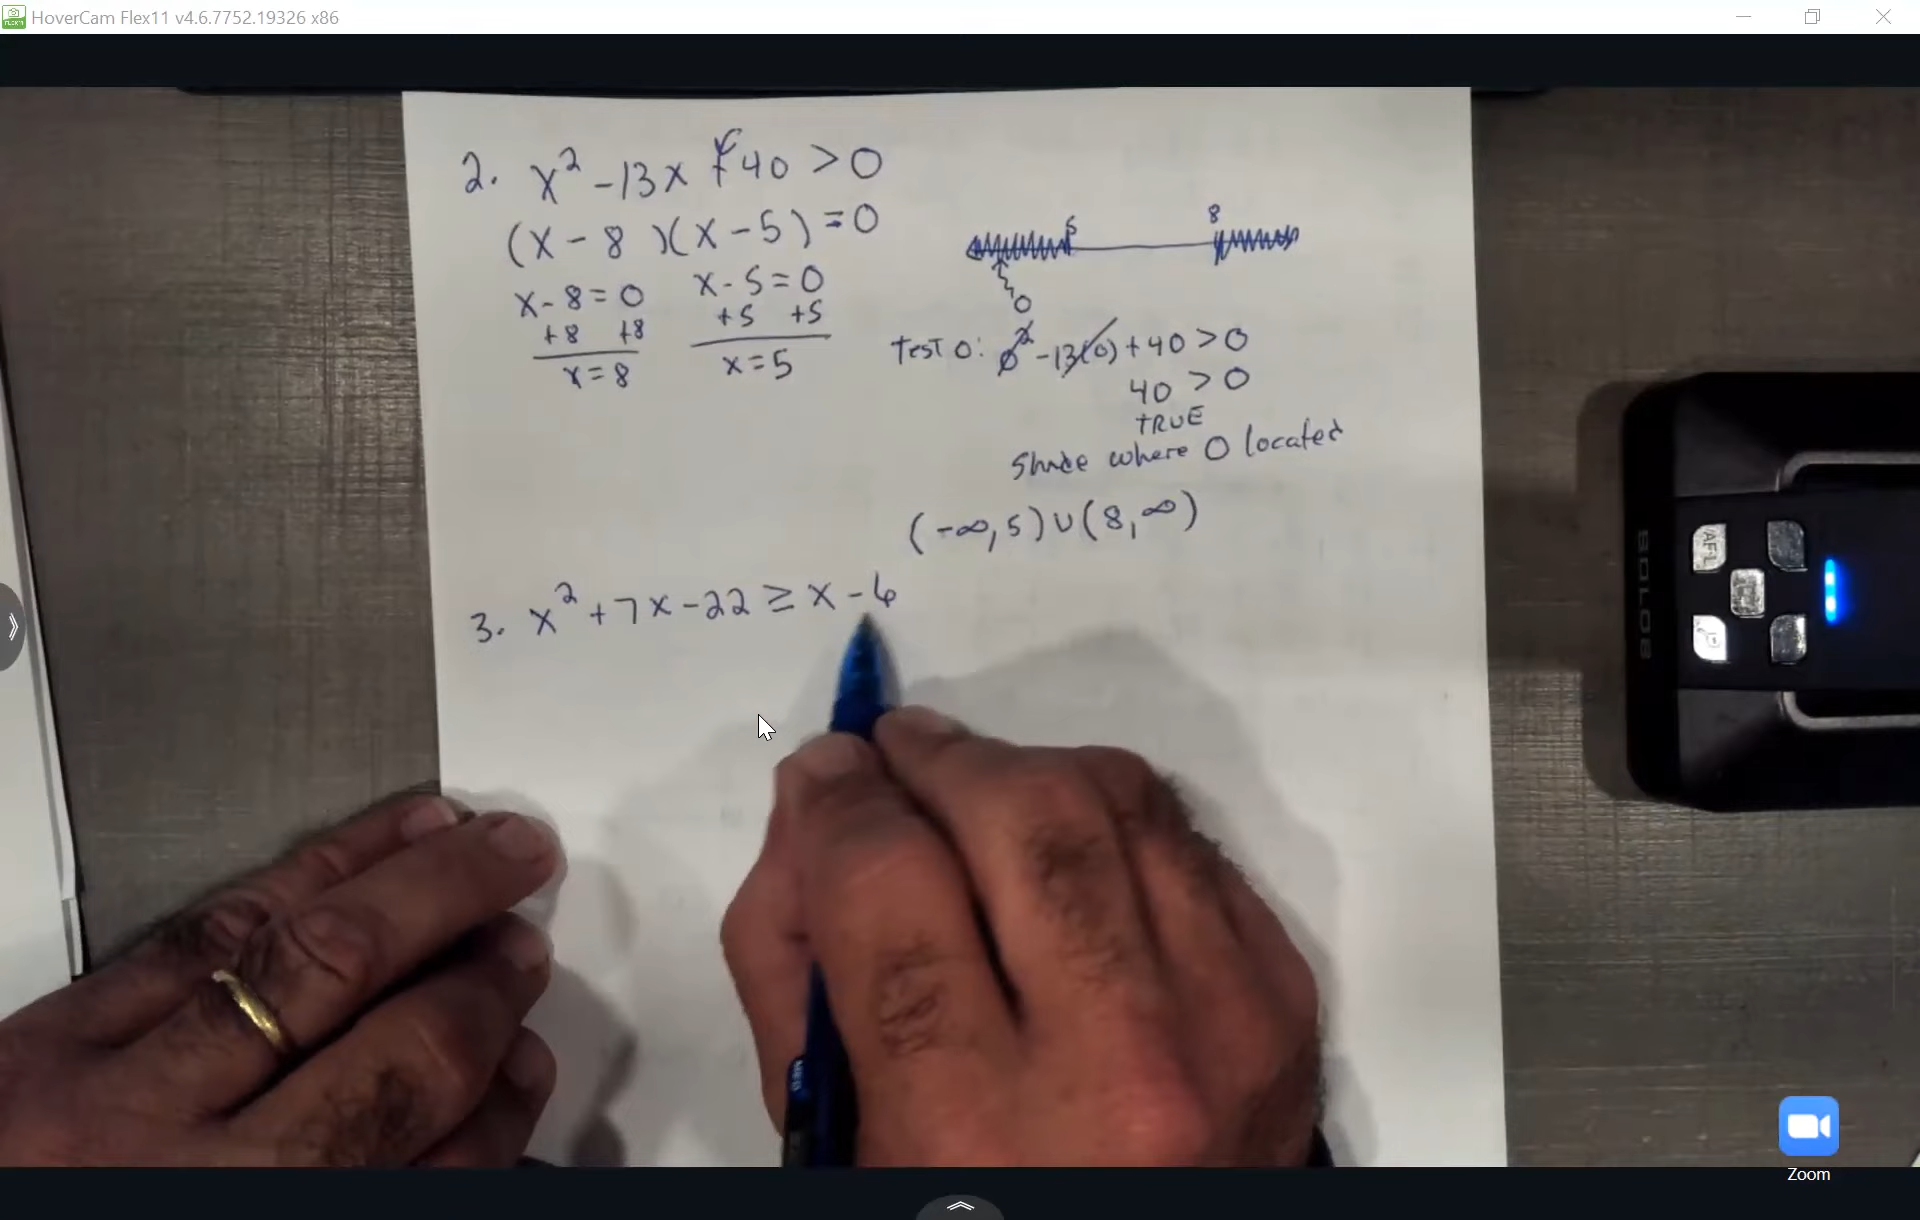 HoverCam Flex11 v4.6.7752.19326 x86
2. x² -13x +40 >0
(x - 8 )(x - 5) =0
x - 8 = 0 x - 5 = 0
+8 +8 +5 +5
x = 8 x = 5
5 8
0
Test 0: 0² -13(0) +40 >0
40 >0
TRUE
Shade where 0 located
(-∞, 5) ∪ (8, ∞)
3. x² + 7x - 22 ≥ x - 6
BOLOS
AFL
Zoom